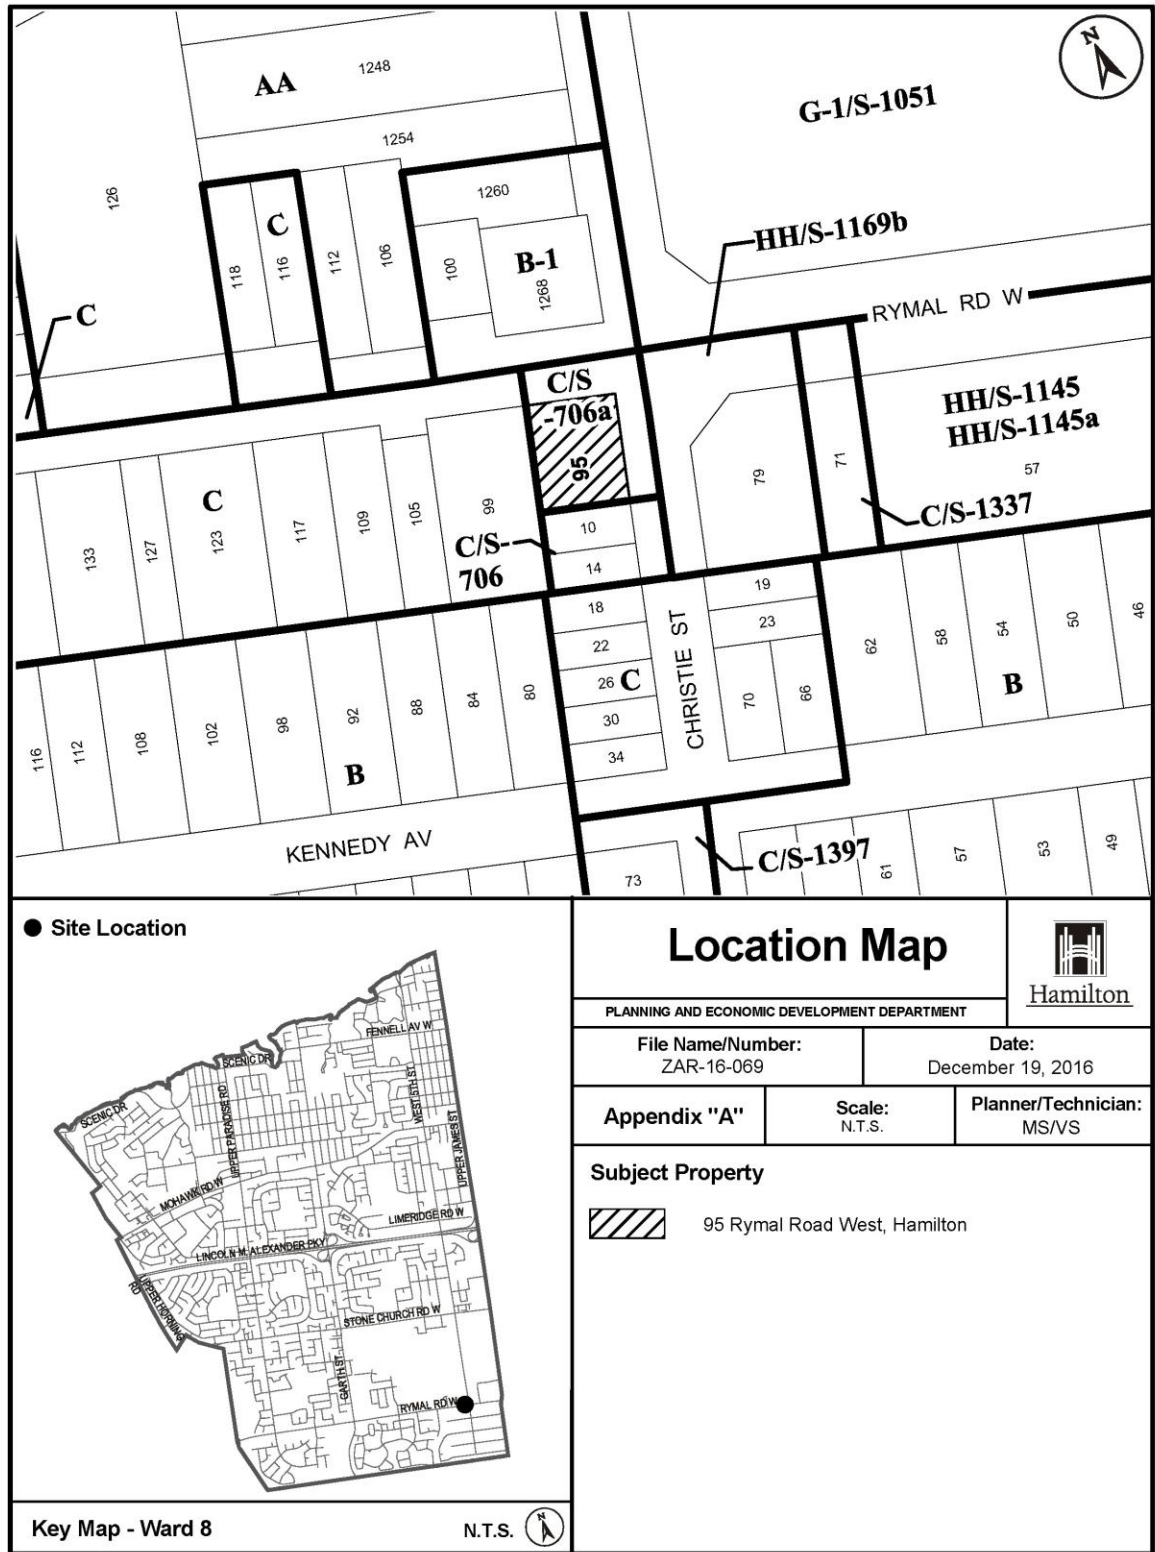 N
AA
1248
G-1/S-1051
1254
126
1260
HH/S-1169b
118
C
116
112
106
100
B-1
1268
C
RYMAL RD W
C/S
-706a
HH/S-1145
HH/S-1145a
95
79
71
57
C/S-1337
133
127
C
123
117
109
105
99
C/S-
706
10
14
18
22
26 C
30
34
CHRISTIE ST
19
23
70
66
62
58
54
50
46
B
116
112
108
102
98
92
88
84
80
B
KENNEDY AV
73
C/S-1397
61
57
53
49
Site Location
SCENIC DR
SCENIC DR
FENNELL AV W
UPPER PARADISE RD
WEST 5TH ST
UPPER JAMES ST
MOHAWK RD W
LIMERIDGE RD W
LINCOLN M. ALEXANDER PKY
UPPER HORNING
RD
STONE CHURCH RD W
GARTH ST
RYMAL RD W
Key Map - Ward 8
N.T.S.
N
Location Map
Hamilton
PLANNING AND ECONOMIC DEVELOPMENT DEPARTMENT
File Name/Number:
ZAR-16-069
Date:
December 19, 2016
Appendix "A"
Scale:
N.T.S.
Planner/Technician:
MS/VS
Subject Property
95 Rymal Road West, Hamilton